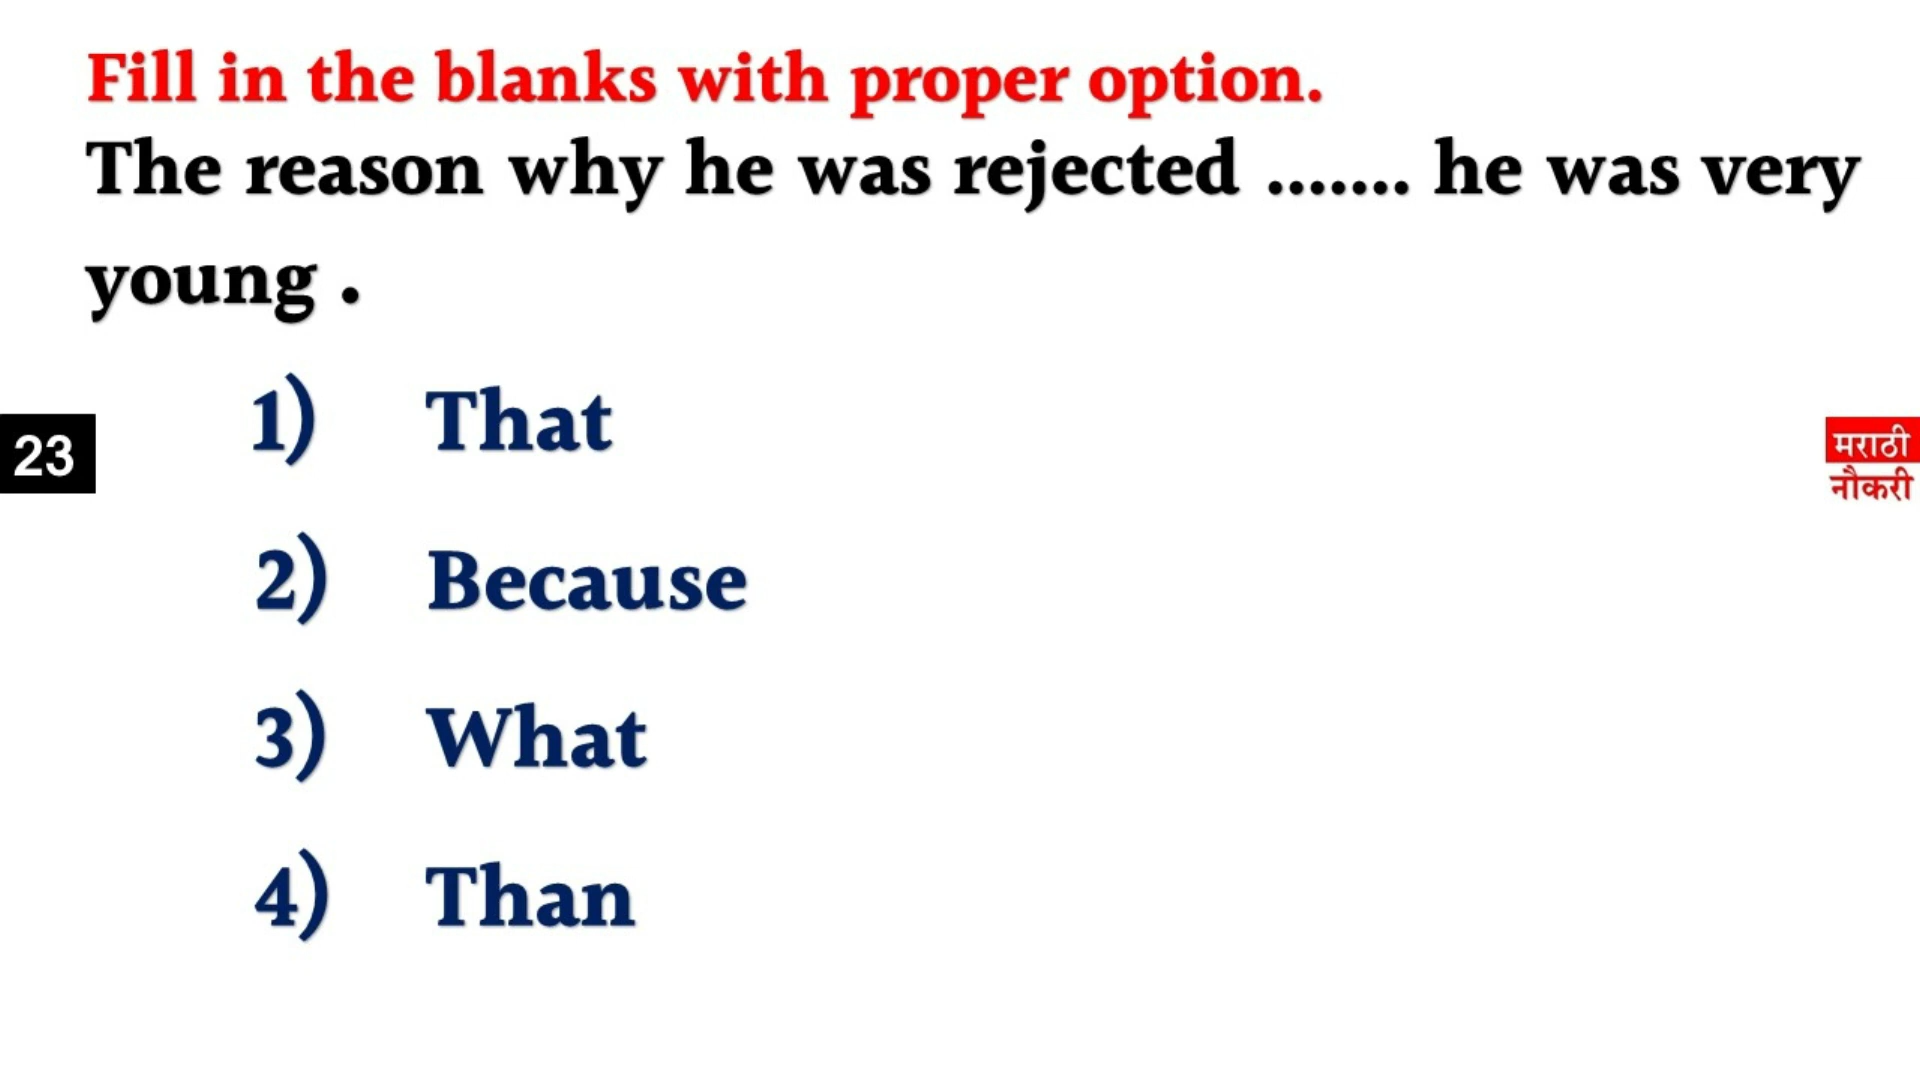 Fill in the blanks with proper option.
The reason why he was rejected ....... he was very
young .
1) That
23
मराठी
नौकरी
2) Because
3) What
4) Than